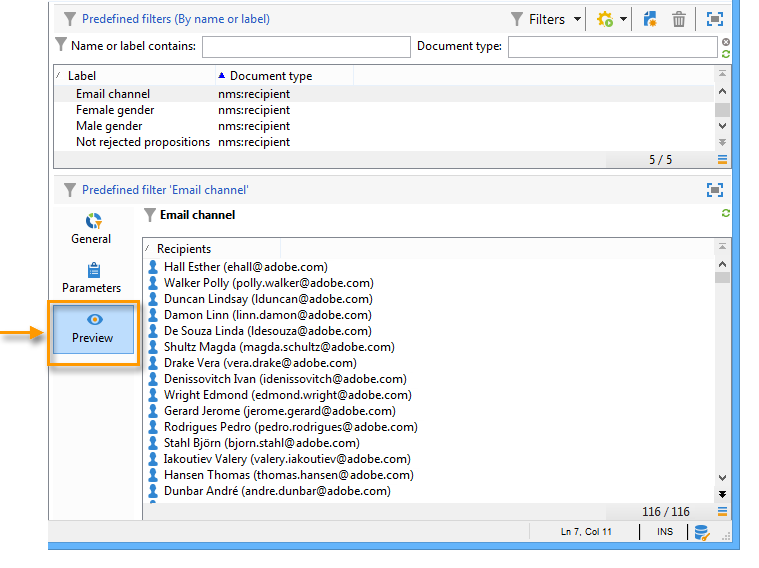 Predefined filters (By name or label)
Filters
Name or label contains:
Document type:
Label
Document type
Email channel nms:recipient
Female gender nms:recipient
Male gender nms:recipient
Not rejected propositions nms:recipient
5 / 5
Predefined filter 'Email channel'
General
Parameters
Preview
Email channel
Recipients
Hall Esther (ehall@adobe.com)
Walker Polly (polly.walker@adobe.com)
Duncan Lindsay (lduncan@adobe.com)
Damon Linn (linn.damon@adobe.com)
De Souza Linda (ldesouza@adobe.com)
Shultz Magda (magda.schultz@adobe.com)
Drake Vera (vera.drake@adobe.com)
Denissovitch Ivan (idenissovitch@adobe.com)
Wright Edmond (edmond.wright@adobe.com)
Gerard Jerome (jerome.gerard@adobe.com)
Rodrigues Pedro (pedro.rodrigues@adobe.com)
Stahl Björn (bjorn.stahl@adobe.com)
Iakoutiev Valery (valery.iakoutiev@adobe.com)
Hansen Thomas (thomas.hansen@adobe.com)
Dunbar André (andre.dunbar@adobe.com)
116 / 116
Ln 7, Col 11
INS